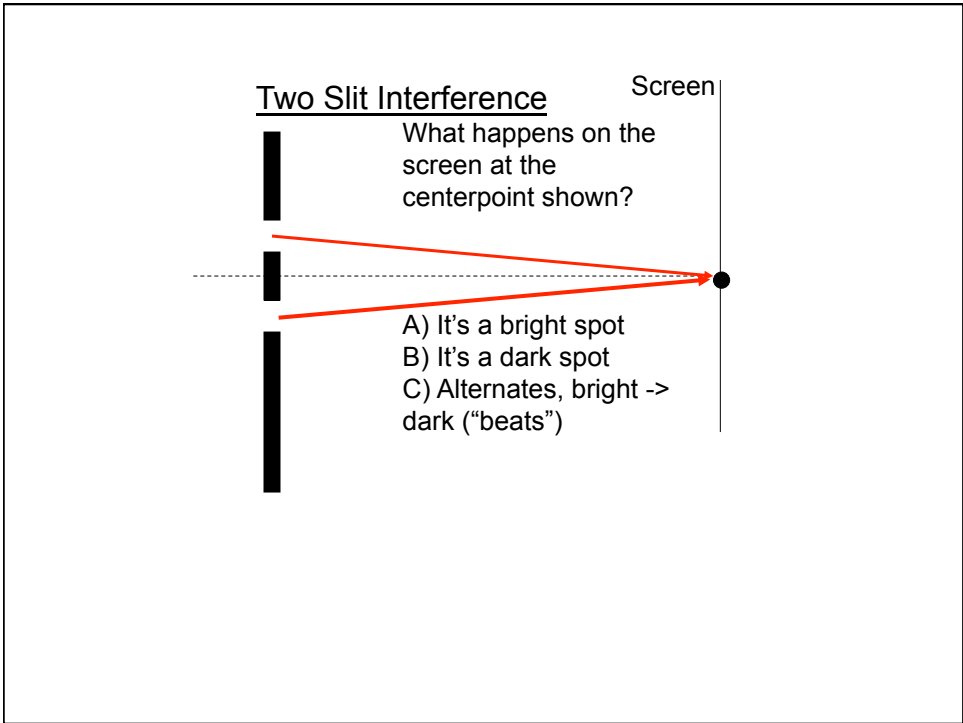 Two Slit Interference
Screen
What happens on the
screen at the
centerpoint shown?
A) It’s a bright spot
B) It’s a dark spot
C) Alternates, bright ->
dark (“beats”)